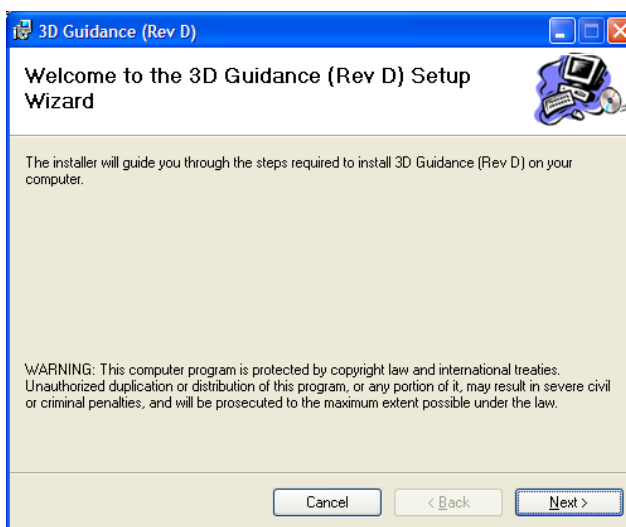 3D Guidance (Rev D)
Welcome to the 3D Guidance (Rev D) Setup
Wizard
The installer will guide you through the steps required to install 3D Guidance (Rev D) on your
computer.
WARNING: This computer program is protected by copyright law and international treaties.
Unauthorized duplication or distribution of this program, or any portion of it, may result in severe civil
or criminal penalties, and will be prosecuted to the maximum extent possible under the law.
Cancel < Back Next >